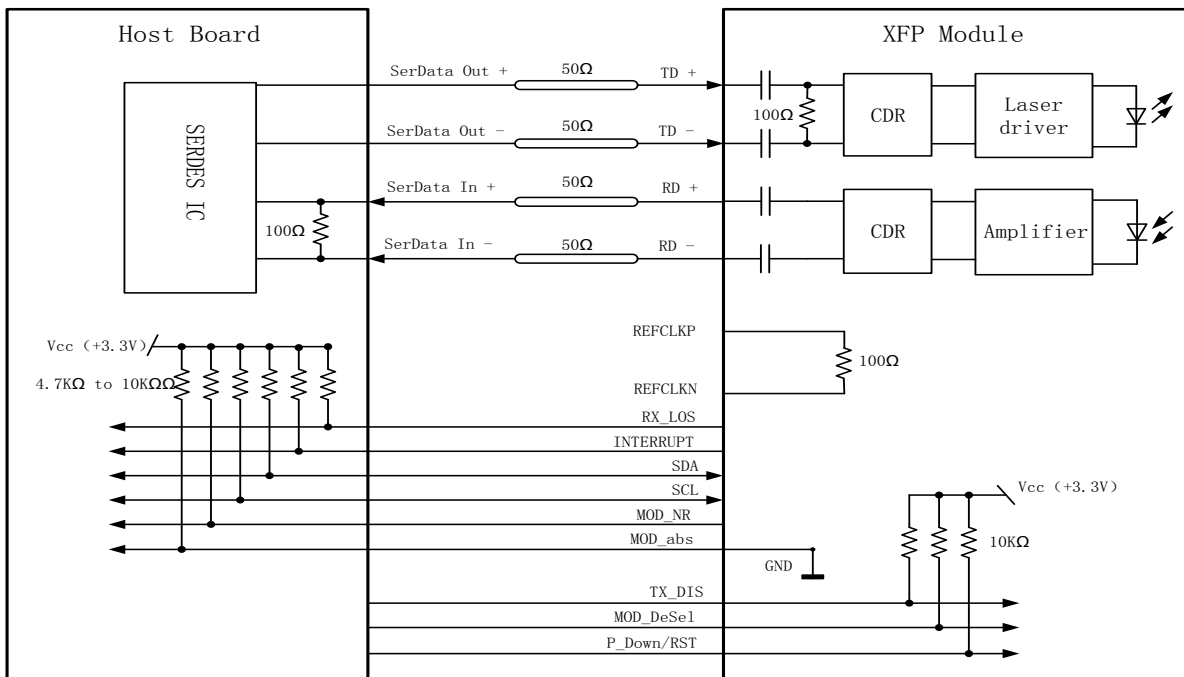 Host Board
XFP Module
SerData Out +
50Ω
TD +
SerData Out -
50Ω
TD -
SerData In +
50Ω
RD +
SerData In -
50Ω
RD -
SERDES IC
100Ω
100Ω
CDR
Laser
driver
CDR
Amplifier
Vcc (+3.3V)
4.7KΩ to 10KΩΩ
REFCLKP
100Ω
REFCLKN
RX_LOS
INTERRUPT
SDA
SCL
MOD_NR
MOD_abs
GND
Vcc (+3.3V)
10KΩ
TX_DIS
MOD_DeSel
P_Down/RST